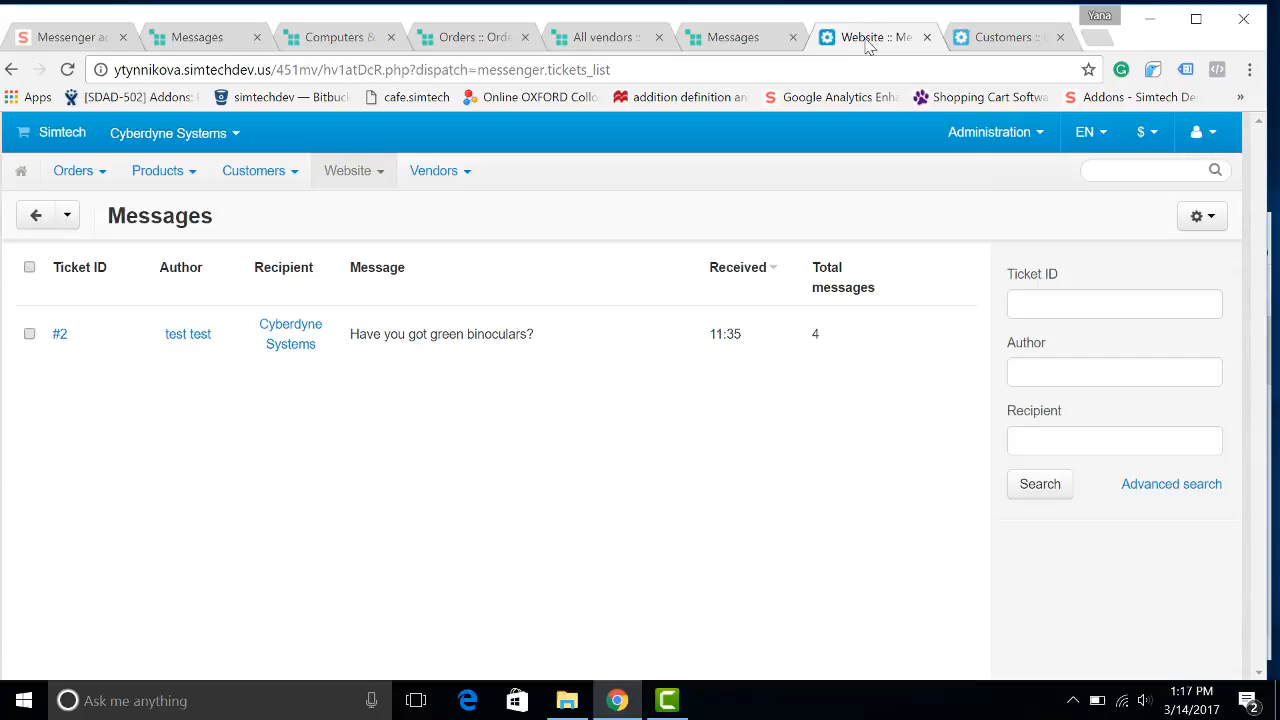 Yana
Messenger au
Messages
Computers &
Orders :: Orde
All vendors ::
Messages
Website :: Me
Customers ::
ytynnikova.simtechdev.us/451mv/hv1atDcR.php?dispatch=messenger.tickets_list
Apps
[SDAD-502] Addons:
simtechdev — Bitbuc
cafe.simtech
Online OXFORD Collo
addition definition an
Google Analytics Enha
Shopping Cart Softwa
Addons - Simtech De
»
Simtech
Cyberdyne Systems
Administration
EN
$
Orders
Products
Customers
Website
Vendors
Messages
Ticket ID
Author
Recipient
Message
Received
Total
messages
#2
test test
Cyberdyne
Systems
Have you got green binoculars?
11:35
4
Ticket ID
Author
Recipient
Search
Advanced search
Ask me anything
1:17 PM
3/14/2017
2